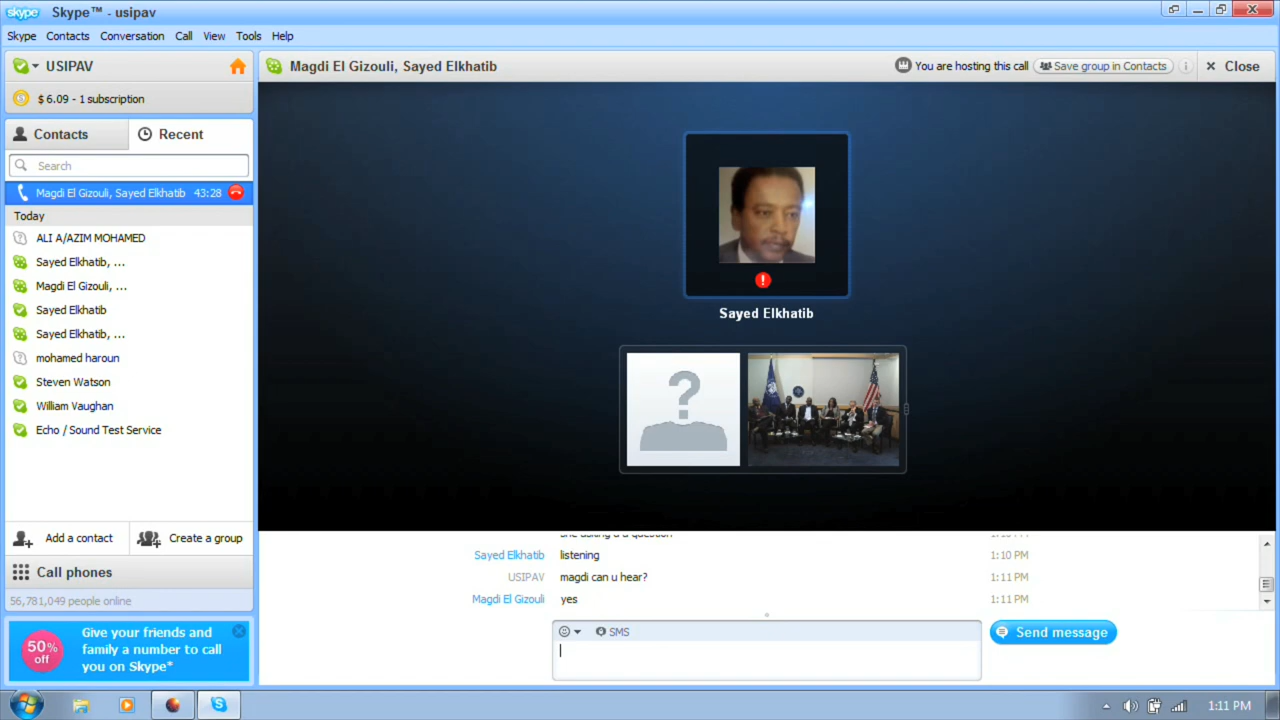 skype Skype™ - usipav
Skype Contacts Conversation Call View Tools Help
USIPAV
$ 6.09 - 1 subscription
Contacts Recent
Search
Magdi El Gizouli, Sayed Elkhatib 43:28
Today
ALI A/AZIM MOHAMED
Sayed Elkhatib, ...
Magdi El Gizouli, ...
Sayed Elkhatib
Sayed Elkhatib, ...
mohamed haroun
Steven Watson
William Vaughan
Echo / Sound Test Service
Add a contact Create a group
Call phones
56,781,049 people online
50% off
Give your friends and
family a number to call
you on Skype*
Magdi El Gizouli, Sayed Elkhatib You are hosting this call Save group in Contacts Close
Sayed Elkhatib
Sayed Elkhatib listening 1:10 PM
USIPAV magdi can u hear? 1:11 PM
Magdi El Gizouli yes 1:11 PM
SMS
Send message
1:11 PM